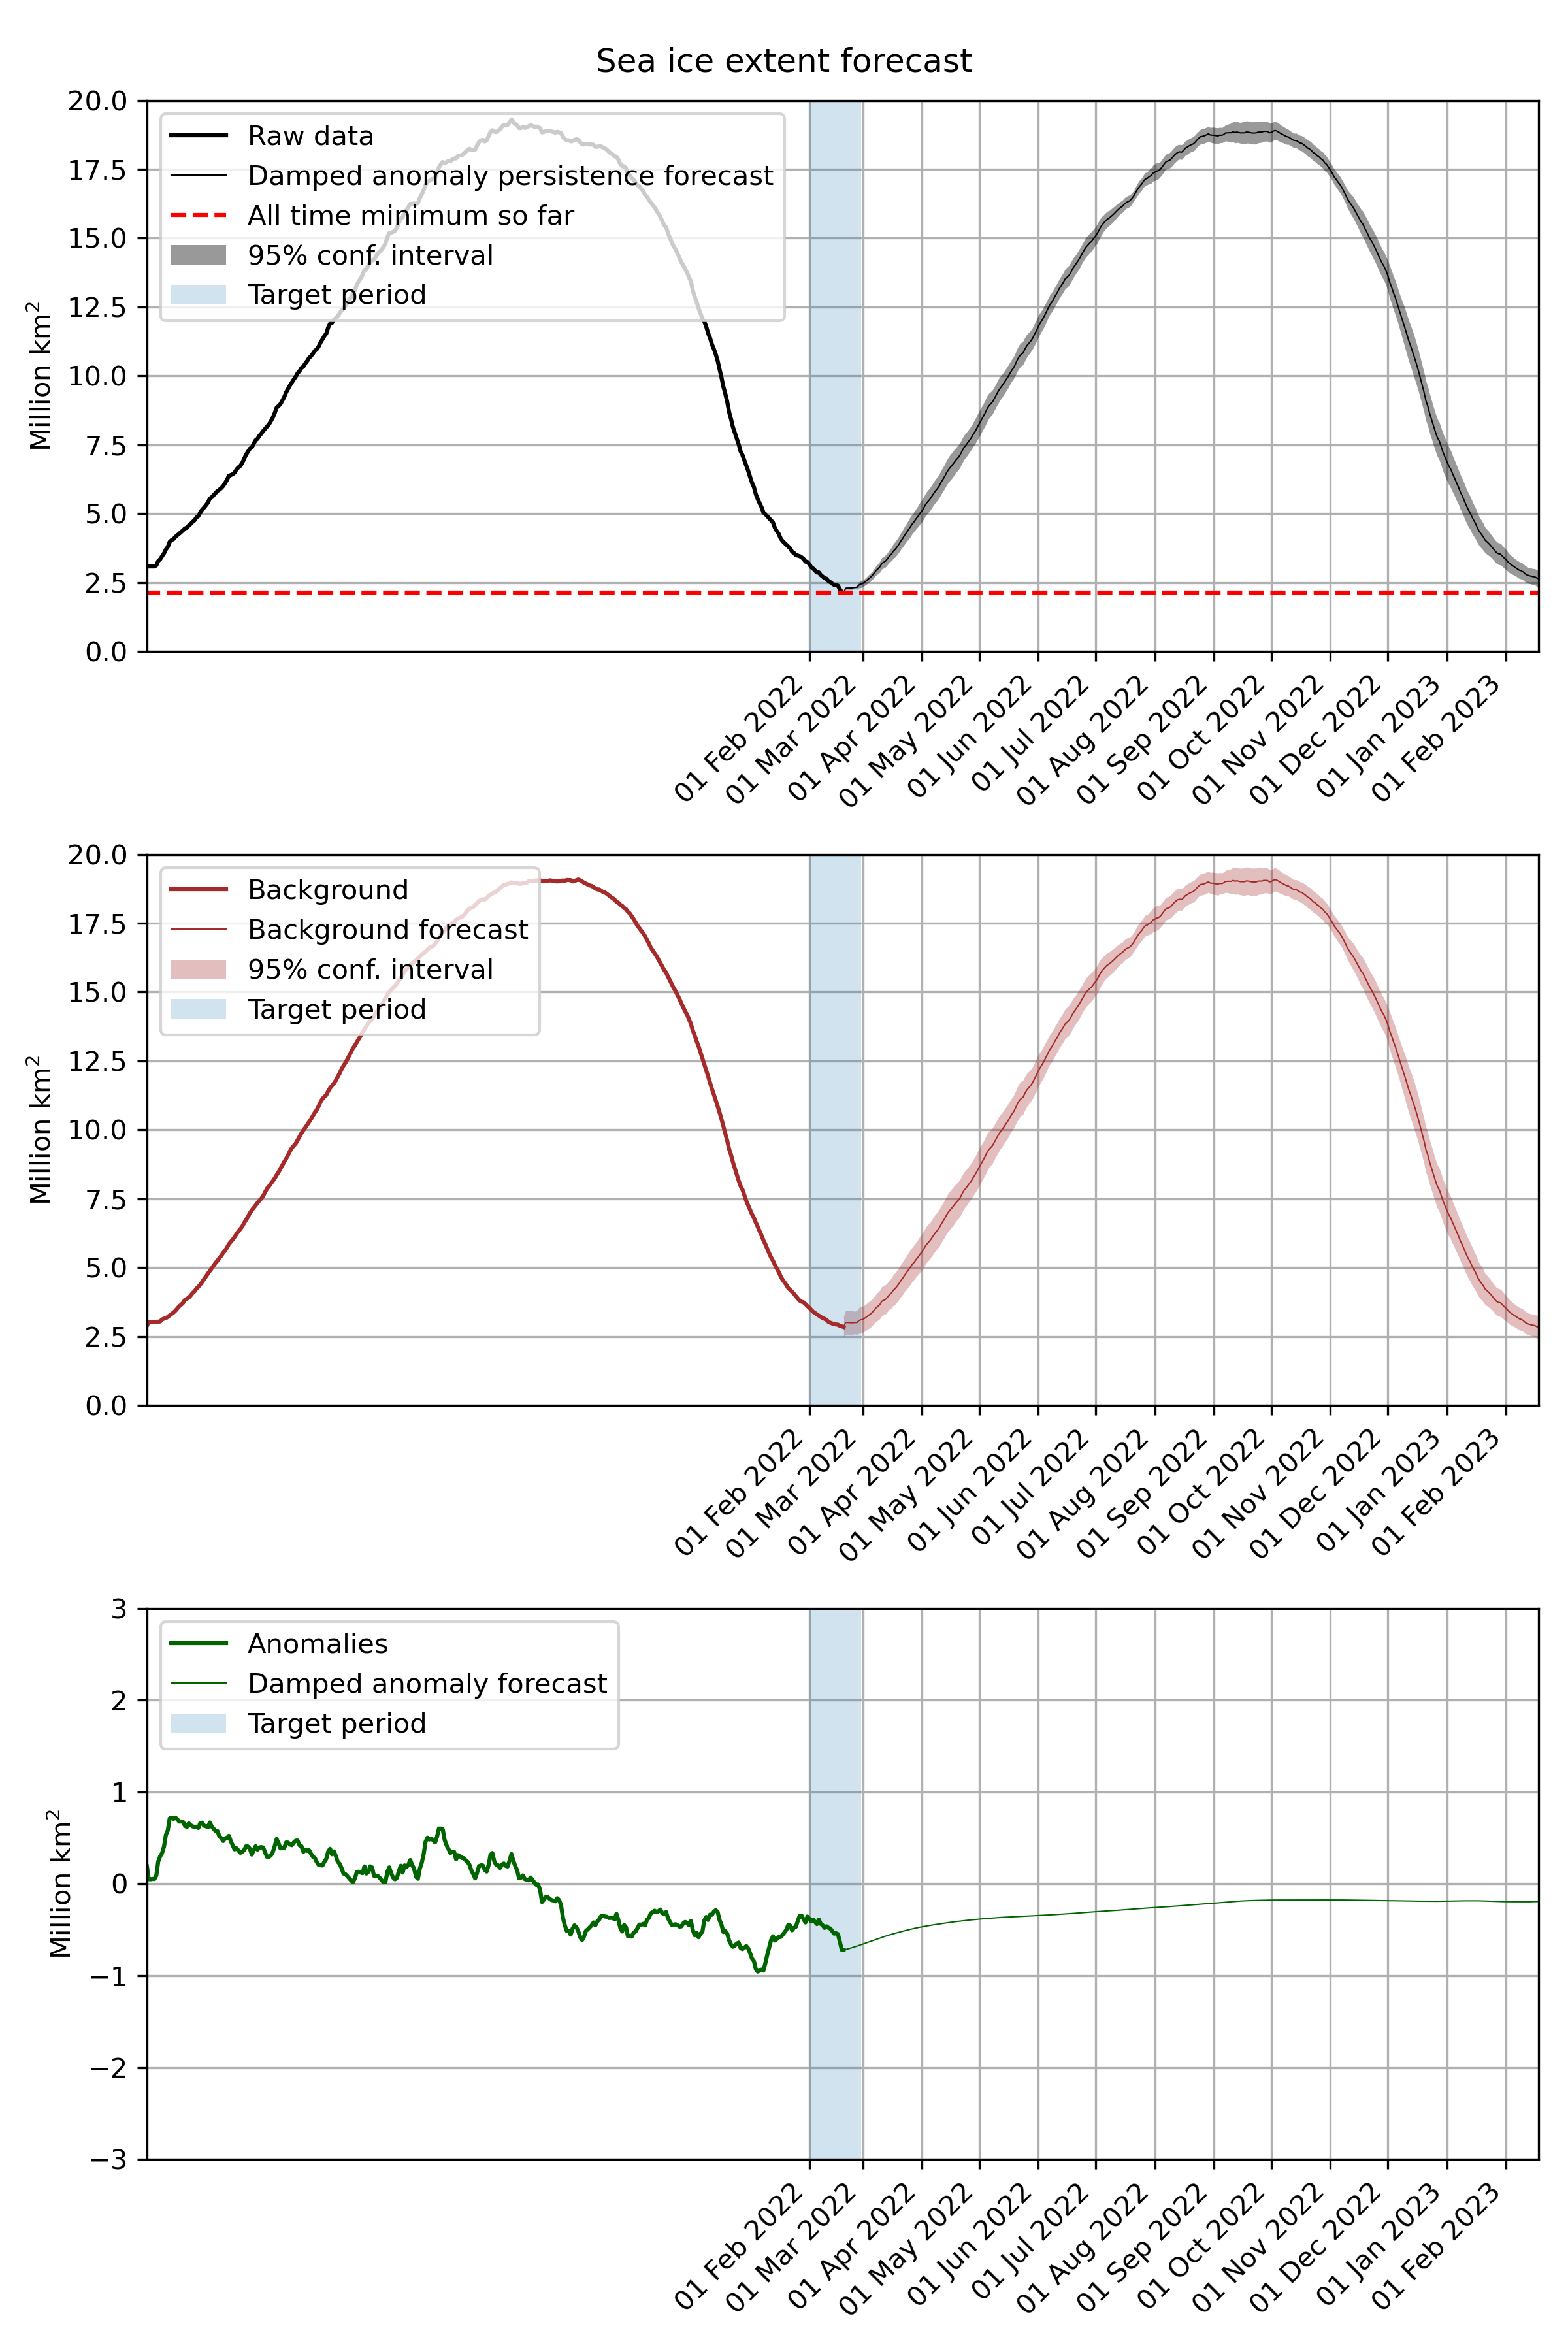 Sea ice extent forecast
20.0
17.5
15.0
12.5
10.0
7.5
5.0
2.5
0.0
Million km²
Raw data
Damped anomaly persistence forecast
All time minimum so far
95% conf. interval
Target period
01 Feb 2022
01 Mar 2022
01 Apr 2022
01 May 2022
01 Jun 2022
01 Jul 2022
01 Aug 2022
01 Sep 2022
01 Oct 2022
01 Nov 2022
01 Dec 2022
01 Jan 2023
01 Feb 2023
20.0
17.5
15.0
12.5
10.0
7.5
5.0
2.5
0.0
Million km²
Background
Background forecast
95% conf. interval
Target period
01 Feb 2022
01 Mar 2022
01 Apr 2022
01 May 2022
01 Jun 2022
01 Jul 2022
01 Aug 2022
01 Sep 2022
01 Oct 2022
01 Nov 2022
01 Dec 2022
01 Jan 2023
01 Feb 2023
3
2
1
0
−1
−2
−3
Million km²
Anomalies
Damped anomaly forecast
Target period
01 Feb 2022
01 Mar 2022
01 Apr 2022
01 May 2022
01 Jun 2022
01 Jul 2022
01 Aug 2022
01 Sep 2022
01 Oct 2022
01 Nov 2022
01 Dec 2022
01 Jan 2023
01 Feb 2023